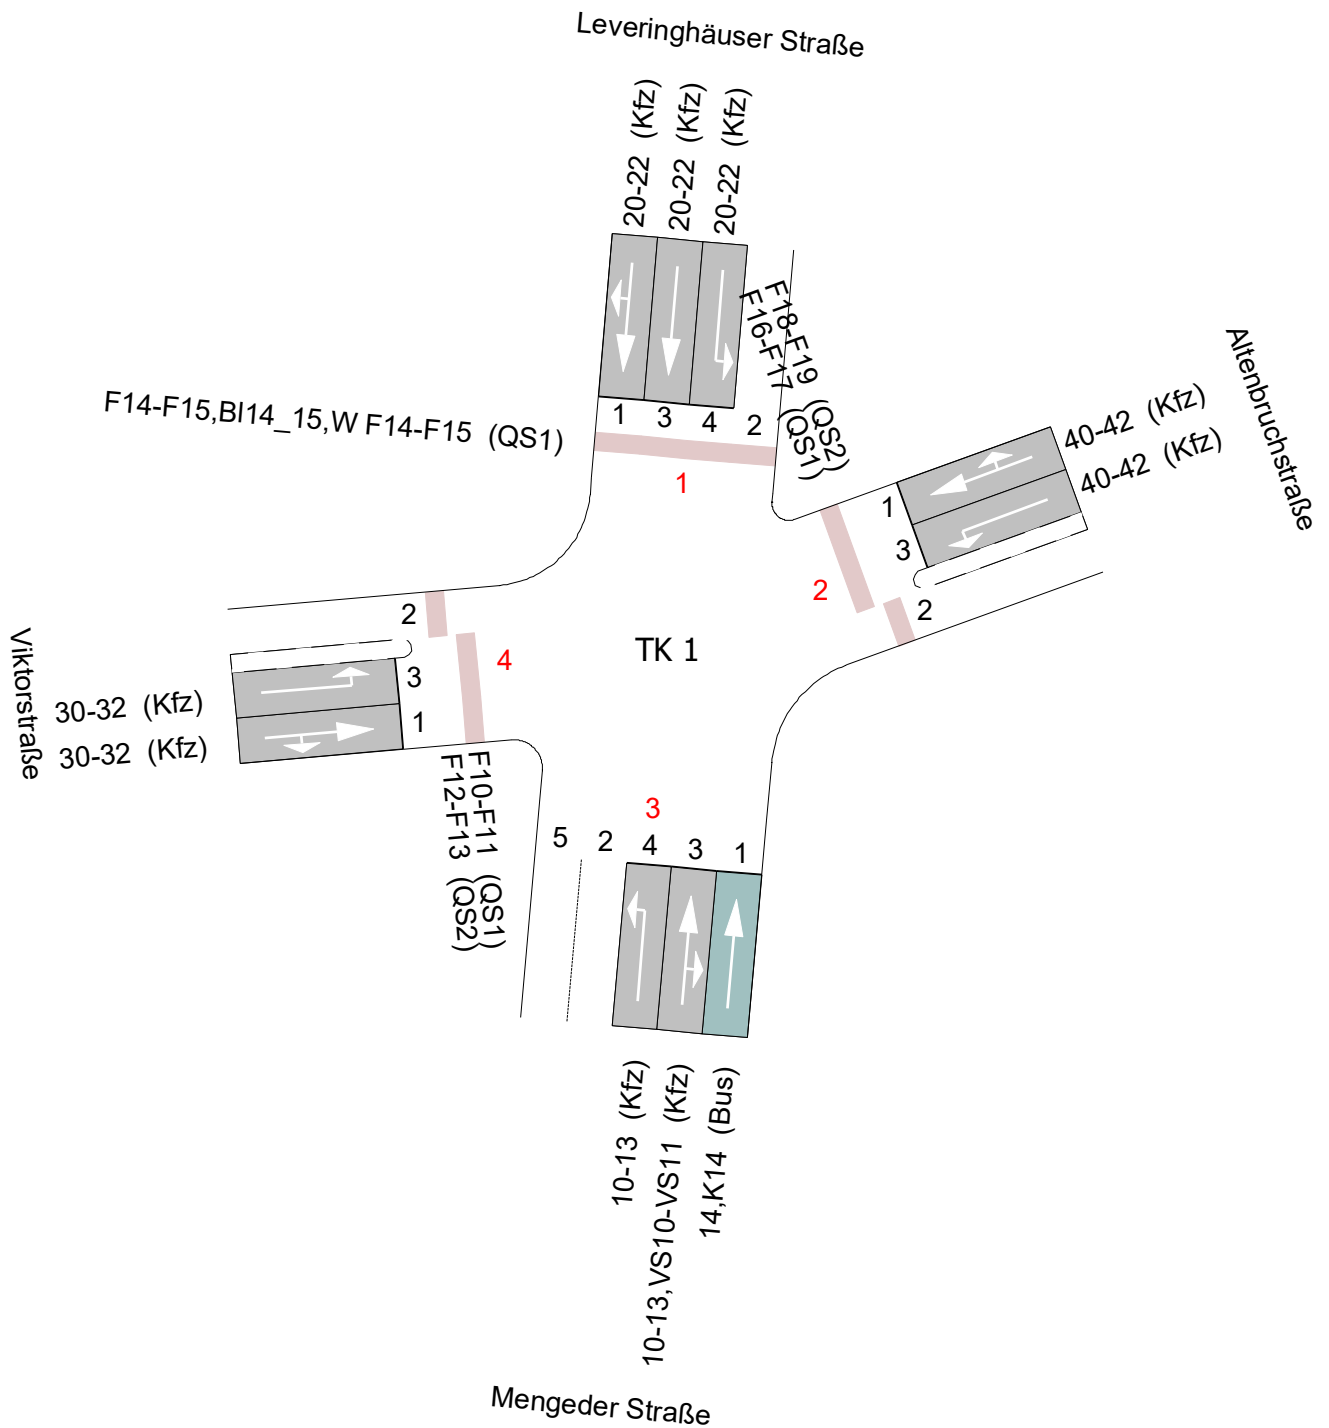 Leveringhäuser Straße
20-22 (Kfz)
20-22 (Kfz)
20-22 (Kfz)
F18-F19 (QS2)
F16-F17 (QS1)
Altenbruchstraße
40-42 (Kfz)
40-42 (Kfz)
F14-F15,BI14_15,W F14-F15 (QS1)
1
3
4
2
1
1
3
2
2
2
3
1
4
TK 1
Viktorstraße
30-32 (Kfz)
30-32 (Kfz)
F10-F11 (QS1)
F12-F13 (QS2)
3
5
2
4
3
1
10-13 (Kfz)
10-13,VS10-VS11 (Kfz)
14,K14 (Bus)
Mengeder Straße